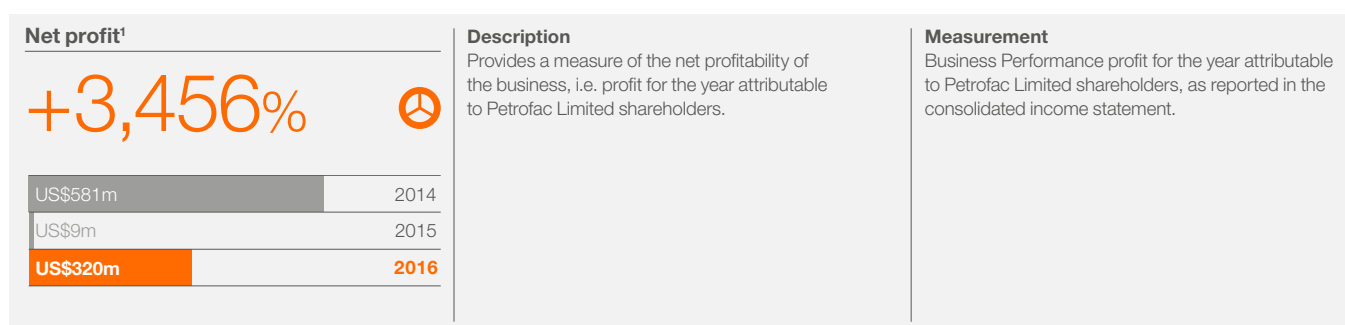 Net profit¹
+3,456%
US$581m 2014
US$9m 2015
US$320m 2016
Description
Provides a measure of the net profitability of
the business, i.e. profit for the year attributable
to Petrofac Limited shareholders.
Measurement
Business Performance profit for the year attributable
to Petrofac Limited shareholders, as reported in the
consolidated income statement.